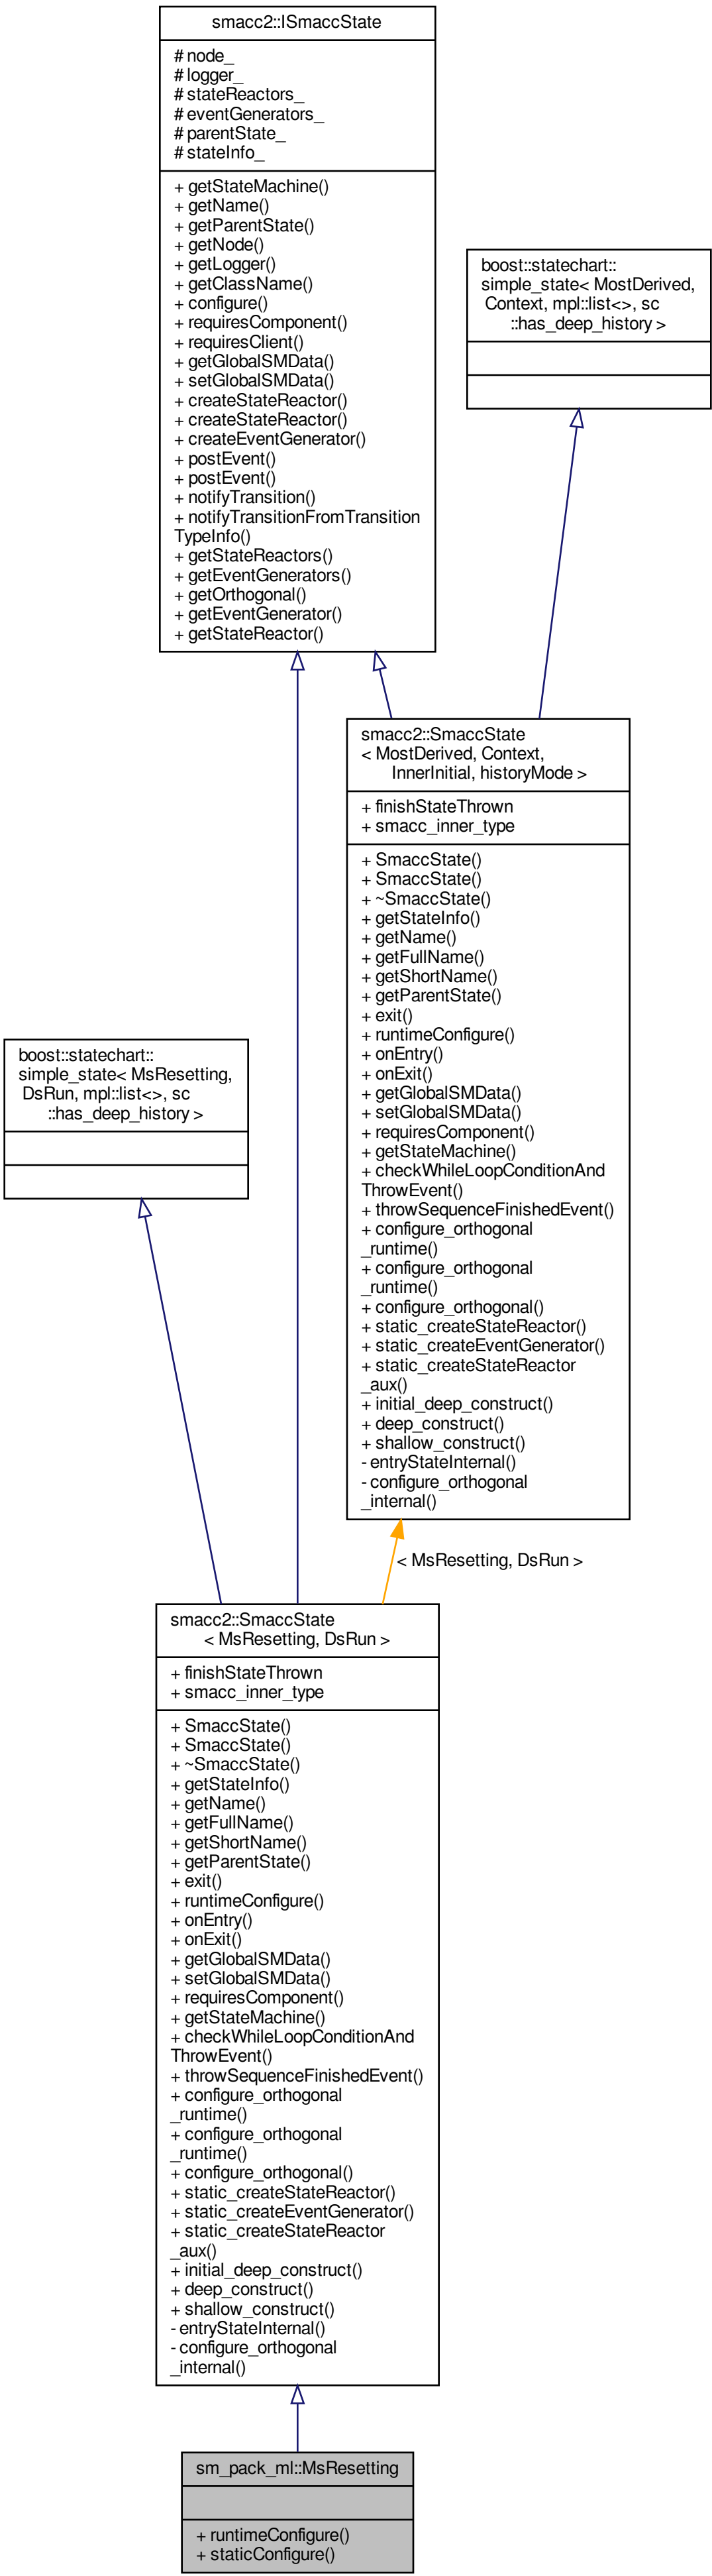 smacc2::ISmaccState
# node_
# logger_
# stateReactors_
# eventGenerators_
# parentState_
# stateInfo_
+ getStateMachine()
+ getName()
+ getParentState()
+ getNode()
+ getLogger()
+ getClassName()
+ configure()
+ requiresComponent()
+ requiresClient()
+ getGlobalSMData()
+ setGlobalSMData()
+ createStateReactor()
+ createStateReactor()
+ createEventGenerator()
+ postEvent()
+ postEvent()
+ notifyTransition()
+ notifyTransitionFromTransition
TypeInfo()
+ getStateReactors()
+ getEventGenerators()
+ getOrthogonal()
+ getEventGenerator()
+ getStateReactor()
boost::statechart::
simple_state< MostDerived,
Context, mpl::list<>, sc
::has_deep_history >
smacc2::SmaccState
< MostDerived, Context,
InnerInitial, historyMode >
+ finishStateThrown
+ smacc_inner_type
+ SmaccState()
+ SmaccState()
+ ~SmaccState()
+ getStateInfo()
+ getName()
+ getFullName()
+ getShortName()
+ getParentState()
+ exit()
+ runtimeConfigure()
+ onEntry()
+ onExit()
+ getGlobalSMData()
+ setGlobalSMData()
+ requiresComponent()
+ getStateMachine()
+ checkWhileLoopConditionAnd
ThrowEvent()
+ throwSequenceFinishedEvent()
+ configure_orthogonal
_runtime()
+ configure_orthogonal
_runtime()
+ configure_orthogonal()
+ static_createStateReactor()
+ static_createEventGenerator()
+ static_createStateReactor
_aux()
+ initial_deep_construct()
+ deep_construct()
+ shallow_construct()
- entryStateInternal()
- configure_orthogonal
_internal()
boost::statechart::
simple_state< MsResetting,
DsRun, mpl::list<>, sc
::has_deep_history >
< MsResetting, DsRun >
smacc2::SmaccState
< MsResetting, DsRun >
+ finishStateThrown
+ smacc_inner_type
+ SmaccState()
+ SmaccState()
+ ~SmaccState()
+ getStateInfo()
+ getName()
+ getFullName()
+ getShortName()
+ getParentState()
+ exit()
+ runtimeConfigure()
+ onEntry()
+ onExit()
+ getGlobalSMData()
+ setGlobalSMData()
+ requiresComponent()
+ getStateMachine()
+ checkWhileLoopConditionAnd
ThrowEvent()
+ throwSequenceFinishedEvent()
+ configure_orthogonal
_runtime()
+ configure_orthogonal
_runtime()
+ configure_orthogonal()
+ static_createStateReactor()
+ static_createEventGenerator()
+ static_createStateReactor
_aux()
+ initial_deep_construct()
+ deep_construct()
+ shallow_construct()
- entryStateInternal()
- configure_orthogonal
_internal()
sm_pack_ml::MsResetting
+ runtimeConfigure()
+ staticConfigure()